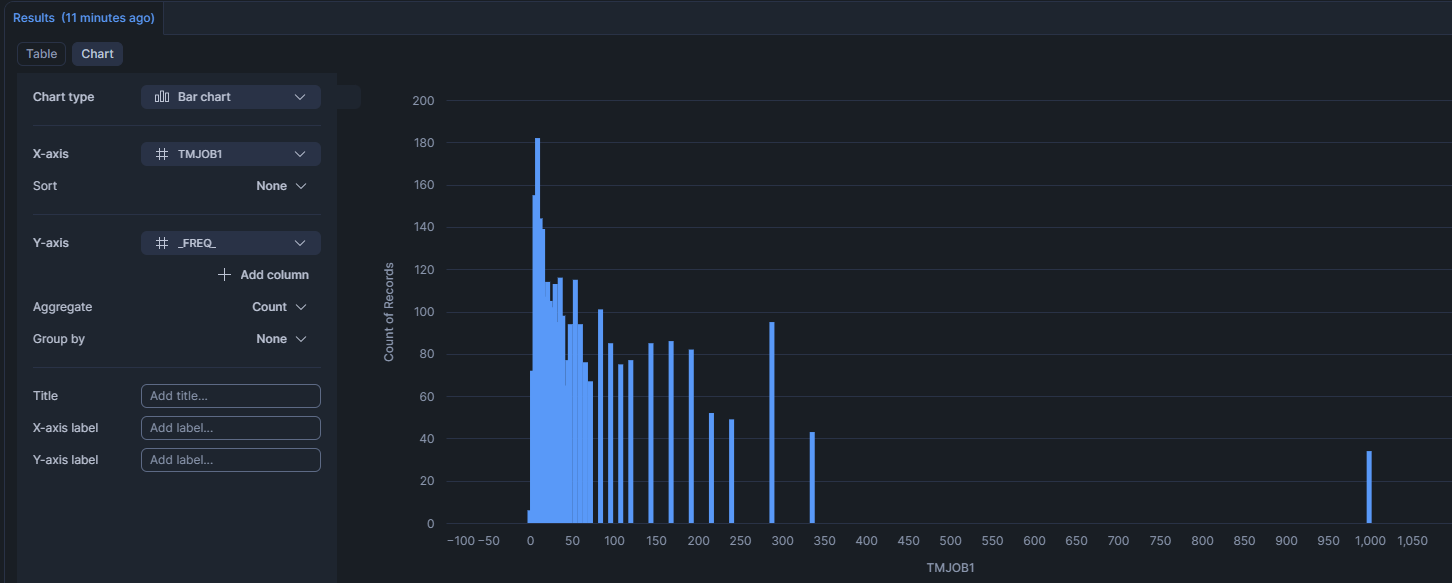 Results (11 minutes ago)
Table Chart
Chart type Bar chart
X-axis TMJOB1
Sort None
Y-axis _FREQ_
Add column
Aggregate Count
Group by None
Title Add title...
X-axis label Add label...
Y-axis label Add label...
Count of Records
200
180
160
140
120
100
80
60
40
20
0
−100 −50 0 50 100 150 200 250 300 350 400 450 500 550 600 650 700 750 800 850 900 950 1,000 1,050
TMJOB1